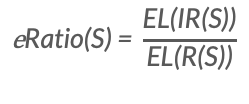 eRatio(S) = EL(IR(S))
EL(R(S))